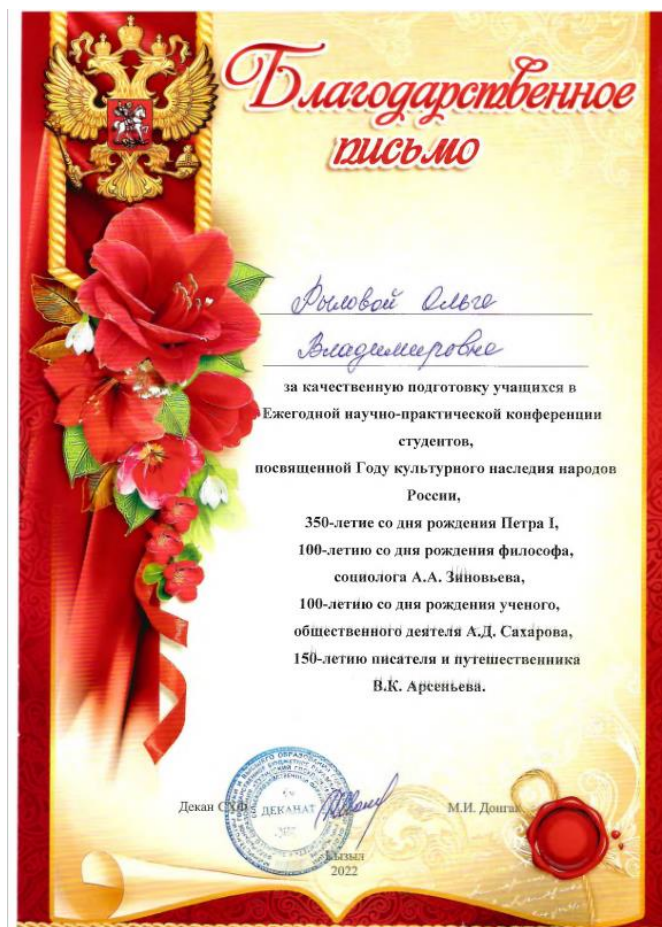 Благодарственное
письмо
Рыловой Ольге
Владимировне
за качественную подготовку учащихся в
Ежегодной научно-практической конференции
студентов,
посвященной Году культурного наследия народов
России,
350-летие со дня рождения Петра I,
100-летию со дня рождения философа,
социолога А.А. Зиновьева,
100-летию со дня рождения ученого,
общественного деятеля А.Д. Сахарова,
150-летию писателя и путешественника
В.К. Арсеньева.
Декан СХФ
ДЕКАНАТ
М.И. Донгак
Кызыл
2022